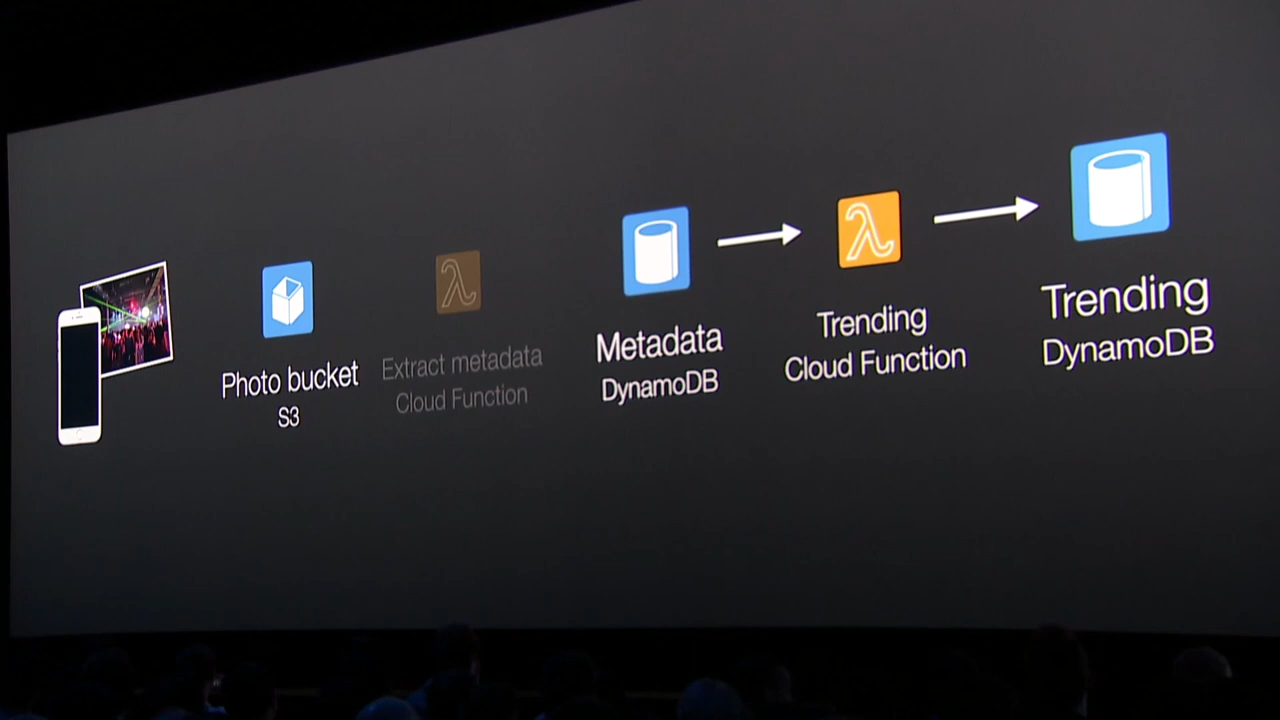 Photo bucket
S3
Extract metadata
Cloud Function
Metadata
DynamoDB
Trending
Cloud Function
Trending
DynamoDB